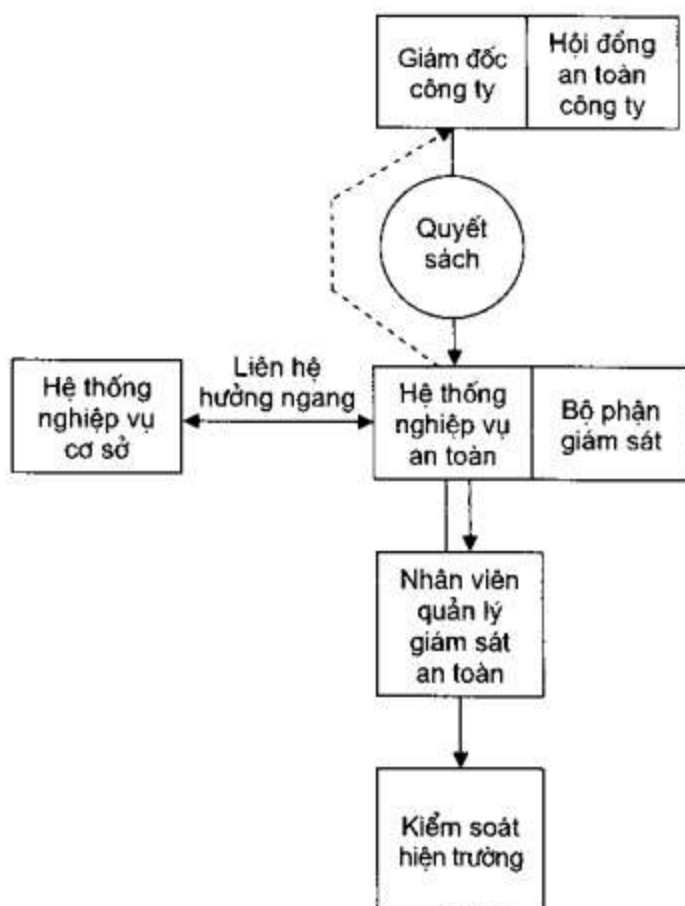 Giám đốc
công ty
Hội đồng
an toàn
công ty
Quyết
sách
Liên hệ
hưởng ngang
Hệ thống
nghiệp vụ
cơ sở
Hệ thống
nghiệp vụ
an toàn
Bộ phận
giám sát
Nhân viên
quản lý
giám sát
an toàn
Kiểm soát
hiện trường